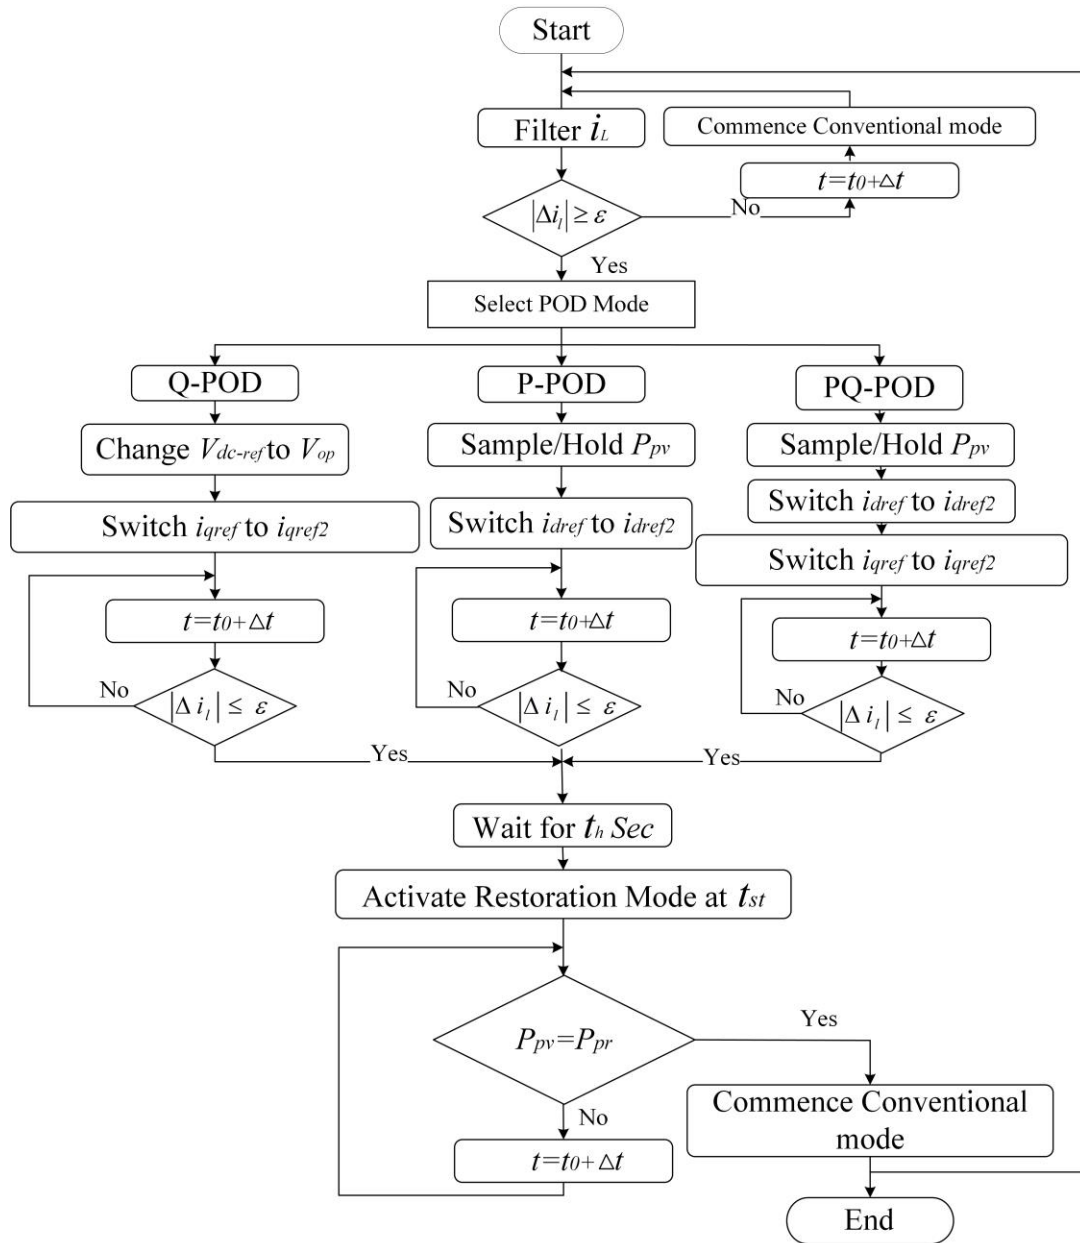 Start
Filter iL
Commence Conventional mode
t=t0+Δt
|Δil| ≥ ε
No
Yes
Select POD Mode
Q-POD
P-POD
PQ-POD
Change Vdc-ref to Vop
Sample/Hold Ppv
Sample/Hold Ppv
Switch iqref to iqref2
Switch idref to idref2
Switch idref to idref2
Switch iqref to iqref2
t=t0+Δt
t=t0+Δt
t=t0+Δt
No
|Δ il| ≤ ε
No
|Δ il| ≤ ε
No
|Δ il| ≤ ε
Yes
Yes
Wait for th Sec
Activate Restoration Mode at tst
Ppv=Ppr
Yes
No
t=t0+Δt
Commence Conventional
mode
End